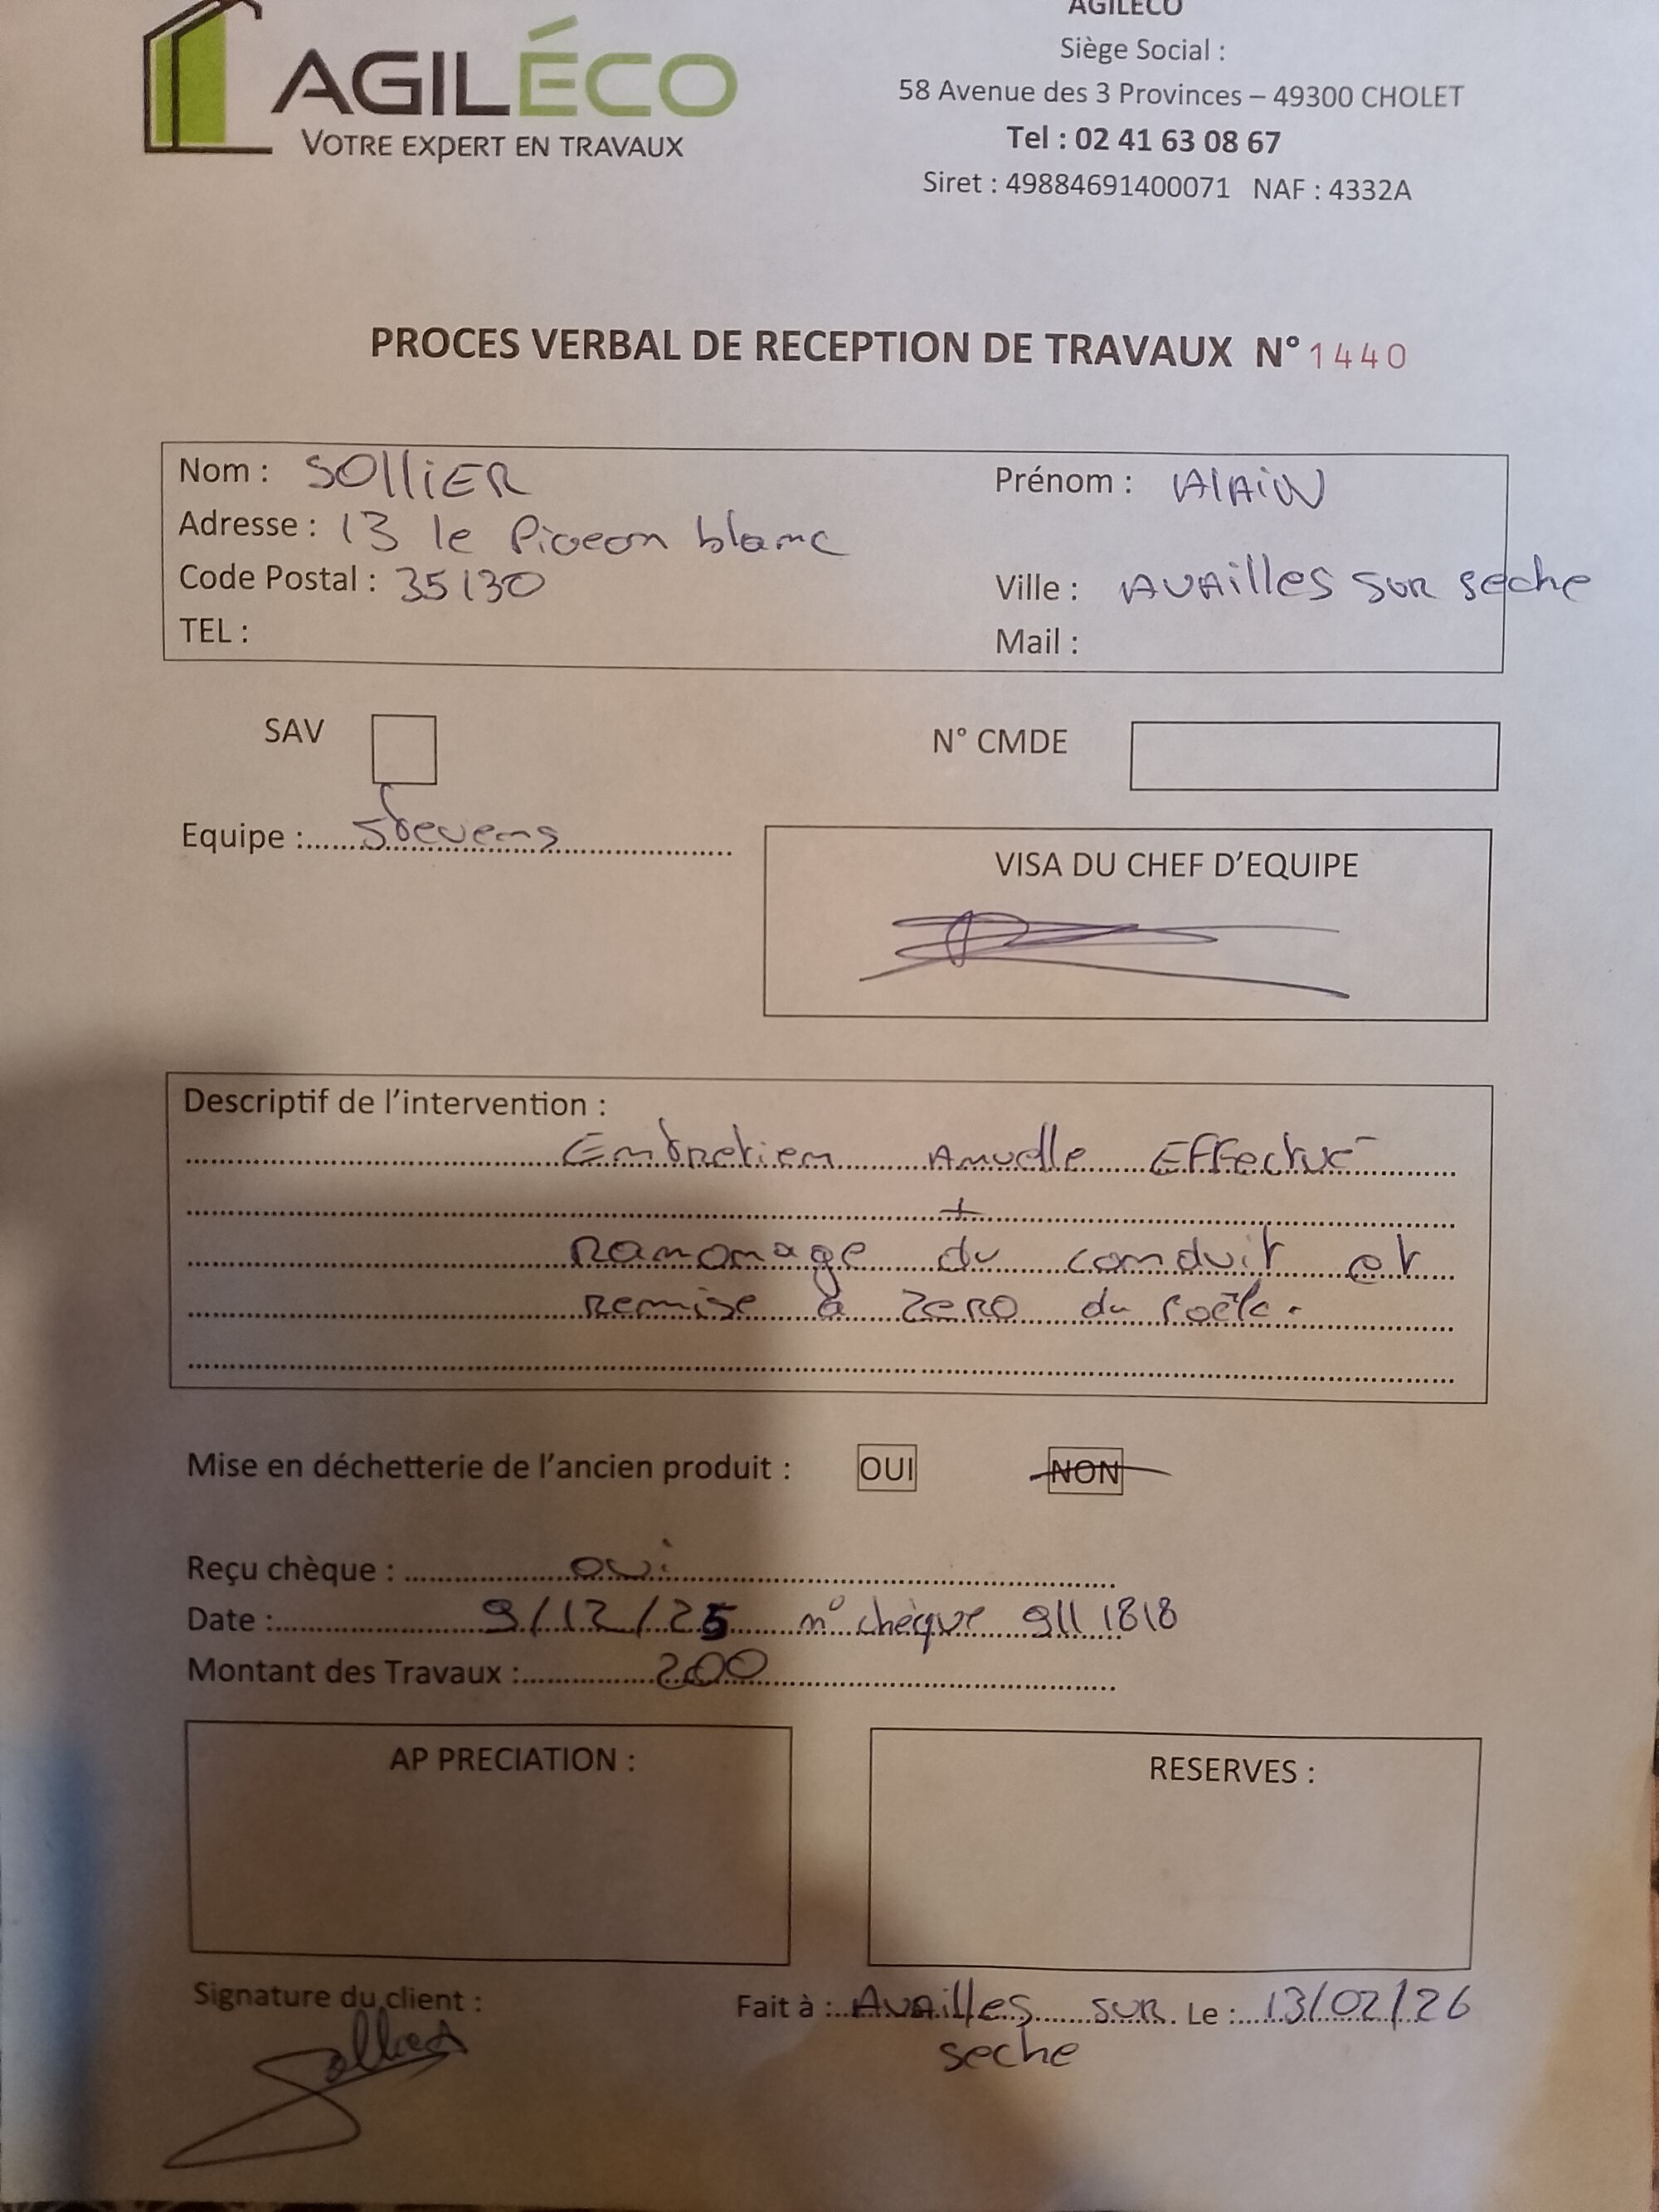 AGILÉCO
VOTRE EXPERT EN TRAVAUX
AGILECO
Siège Social :
58 Avenue des 3 Provinces – 49300 CHOLET
Tel : 02 41 63 08 67
Siret : 49884691400071 NAF : 4332A
PROCES VERBAL DE RECEPTION DE TRAVAUX N° 1440
Nom : SOllIER Prénom : AlAiN
Adresse : 13 le Pigeon blanc
Code Postal : 35130 Ville : AVAilles SUR seche
TEL : Mail :
SAV N° CMDE
Equipe : Stevens
VISA DU CHEF D'EQUIPE
Descriptif de l'intervention :
Entretien Annuelle Effectué
+
Ramonage du conduit et
Remise à Zero du Poêle.
Mise en déchetterie de l'ancien produit : OUI NON
Reçu chèque : oui
Date : 9/12/25 n° chèque 911 1818
Montant des Travaux : 200
AP PRECIATION : RESERVES :
Signature du client : Fait à : Availles sur Le : 13/02/26
seche
Sollier